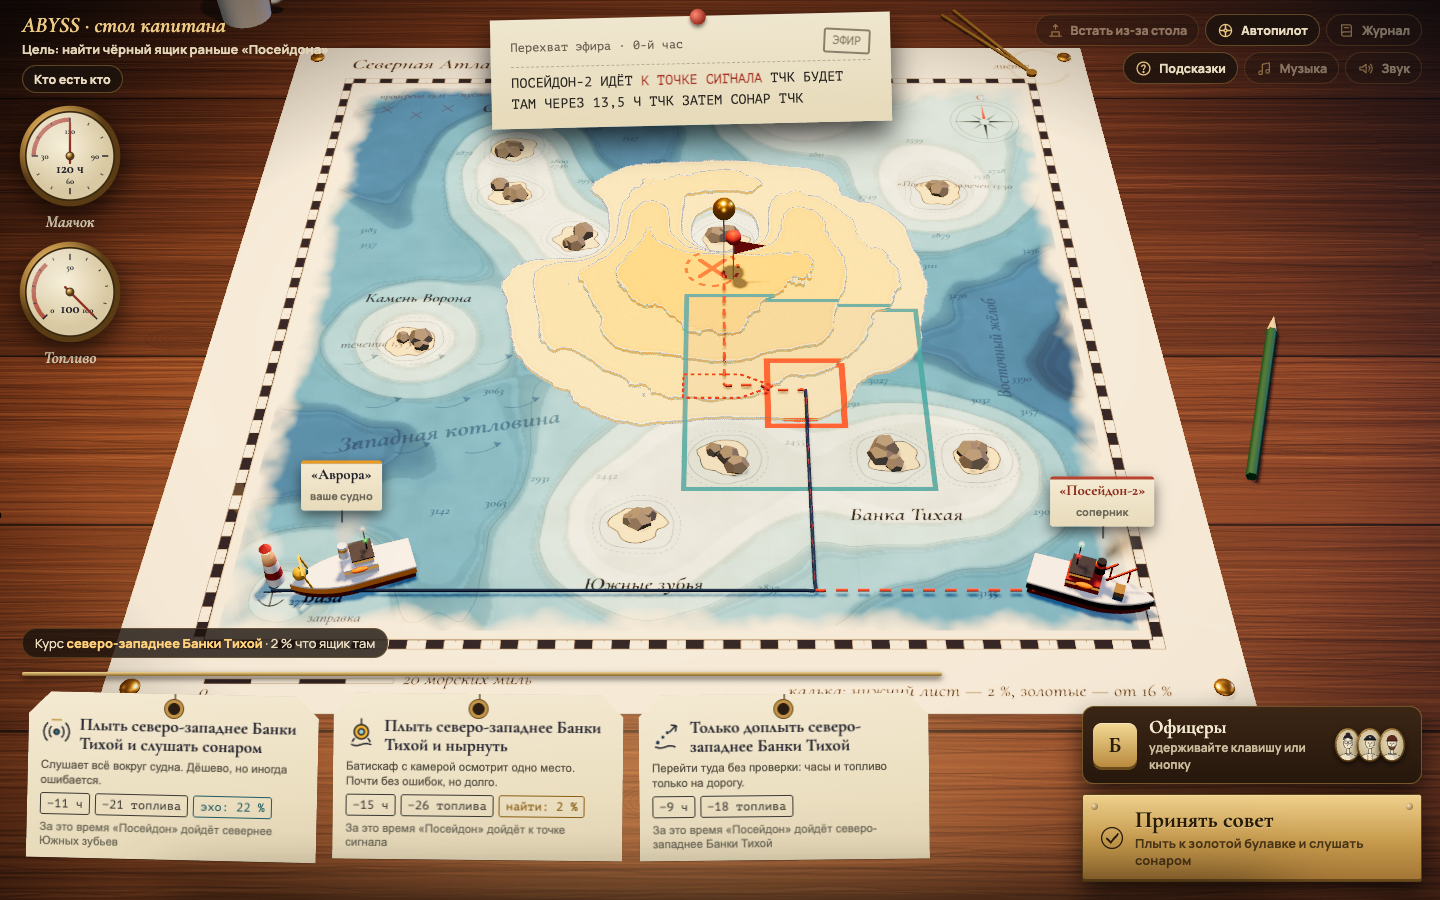 ABYSS · стол капитана
Цель: найти чёрный ящик раньше «Посейдона»
Кто есть кто
120 ч
Маячок
100
Топливо
Перехват эфира · 0-й час
ЭФИР
ПОСЕЙДОН-2 ИДЁТ К ТОЧКЕ СИГНАЛА ТЧК БУДЕТ
ТАМ ЧЕРЕЗ 13,5 Ч ТЧК ЗАТЕМ СОНАР ТЧК
Встать из-за стола
Автопилот
Журнал
Подсказки
Музыка
Звук
Северная Атла
С
Камень Ворона
течение
Западная котловина
Восточный жёлоб
«Аврора»
ваше судно
«Посейдон-2»
соперник
Банка Тихая
Южные зубья
База
заправка
20 морских миль
калька: нижний лист — 2 %, золотые — от 16 %
Курс северо-западнее Банки Тихой · 2 % что ящик там
Плыть северо-западнее Банки
Тихой и слушать сонаром
Слушает всё вокруг судна. Дёшево, но иногда
ошибается.
−11 ч
−21 топлива
эхо: 22 %
За это время «Посейдон» дойдёт севернее
Южных зубьев
Плыть северо-западнее Банки
Тихой и нырнуть
Батискаф с камерой осмотрит одно место.
Почти без ошибок, но долго.
−15 ч
−26 топлива
найти: 2 %
За это время «Посейдон» дойдёт к точке
сигнала
Только доплыть северо-
западнее Банки Тихой
Перейти туда без проверки: часы и топливо
только на дорогу.
−9 ч
−18 топлива
За это время «Посейдон» дойдёт северо-
западнее Банки Тихой
Б
Офицеры
удерживайте клавишу или
кнопку
Принять совет
Плыть к золотой булавке и слушать
сонаром